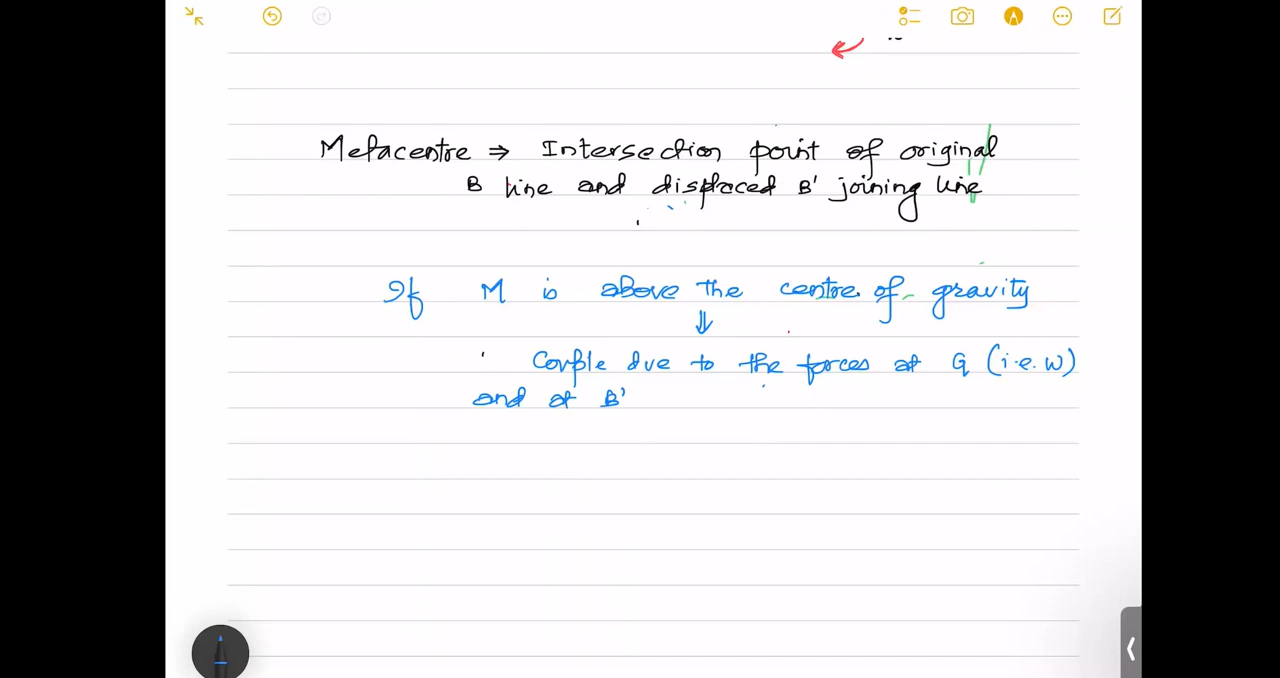 Metacentre ⇒ Intersection point of original
B line and displaced B' joining line
If M is above the centre of gravity
⇓
Couple due to the forces at G (i.e. W)
and at B'